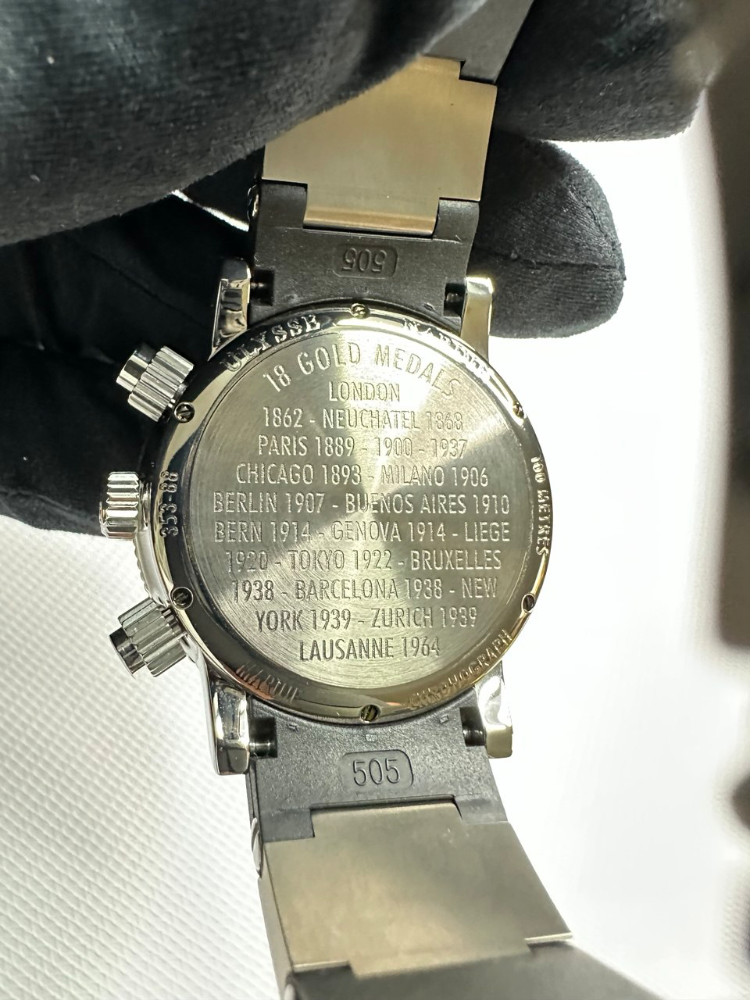 505
ULYSSE NARDIN
18 GOLD MEDALS
LONDON
1862 - NEUCHATEL 1868
PARIS 1889 - 1900 - 1937
CHICAGO 1893 - MILANO 1906
BERLIN 1907 - BUENOS AIRES 1910
BERN 1914 - GENOVA 1914 - LIEGE
1920 - TOKYO 1922 - BRUXELLES
1938 - BARCELONA 1938 - NEW
YORK 1939 - ZURICH 1939
LAUSANNE 1964
353-88
100 METRES
CHRONOGRAPH
505